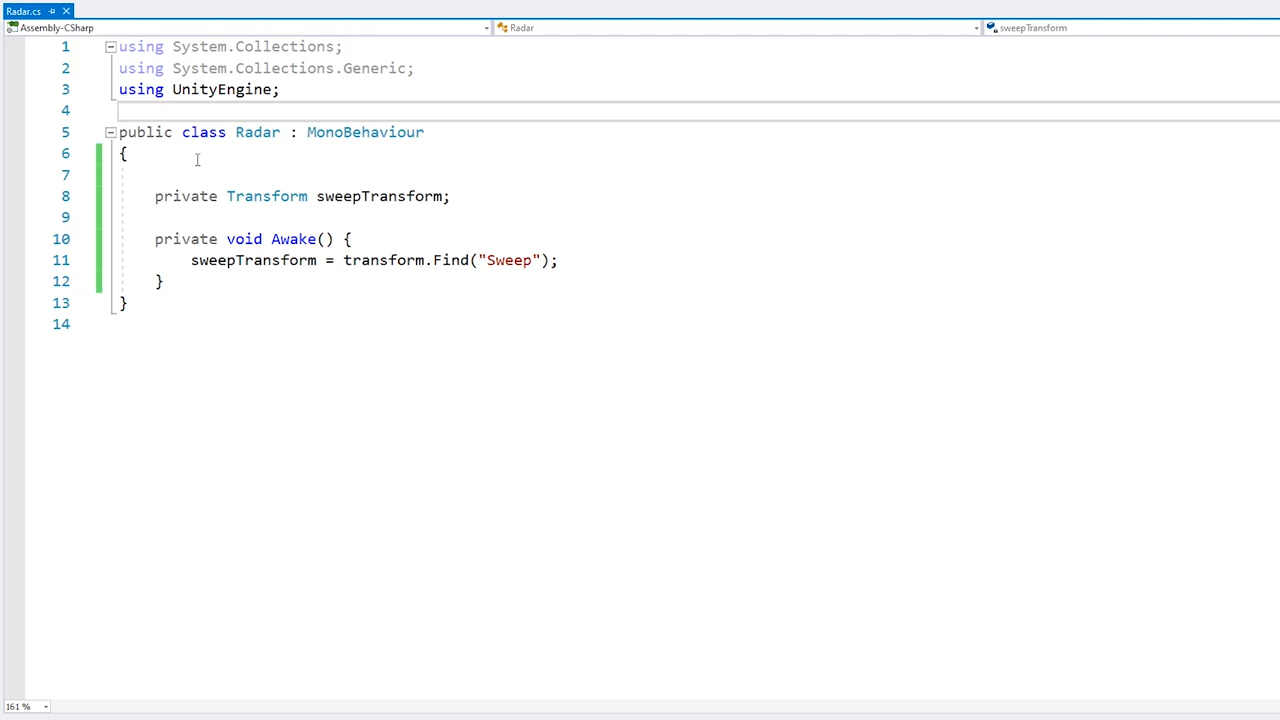 Radar.cs
Assembly-CSharp Radar sweepTransform
1 using System.Collections;
2 using System.Collections.Generic;
3 using UnityEngine;
4
5 public class Radar : MonoBehaviour
6 {
7
8 private Transform sweepTransform;
9
10 private void Awake() {
11 sweepTransform = transform.Find("Sweep");
12 }
13 }
14
161 %